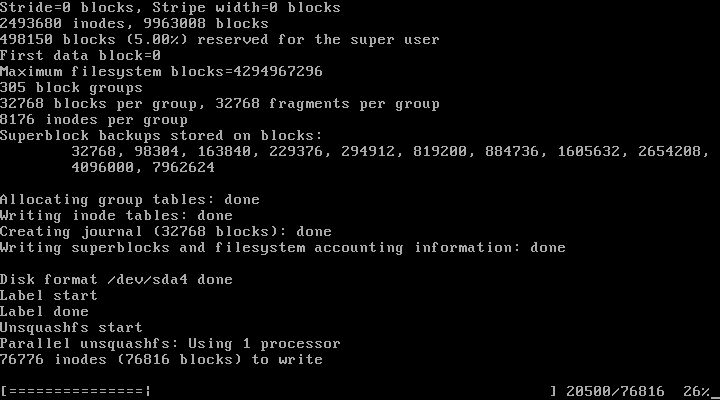 Stride=0 blocks, Stripe width=0 blocks
2493680 inodes, 9963008 blocks
498150 blocks (5.00%) reserved for the super user
First data block=0
Maximum filesystem blocks=4294967296
305 block groups
32768 blocks per group, 32768 fragments per group
8176 inodes per group
Superblock backups stored on blocks:
        32768, 98304, 163840, 229376, 294912, 819200, 884736, 1605632, 2654208,
        4096000, 7962624
Allocating group tables: done
Writing inode tables: done
Creating journal (32768 blocks): done
Writing superblocks and filesystem accounting information: done
Disk format /dev/sda4 done
Label start
Label done
Unsquashfs start
Parallel unsquashfs: Using 1 processor
76776 inodes (76816 blocks) to write
[===============|                                            ] 20500/76816  26%_